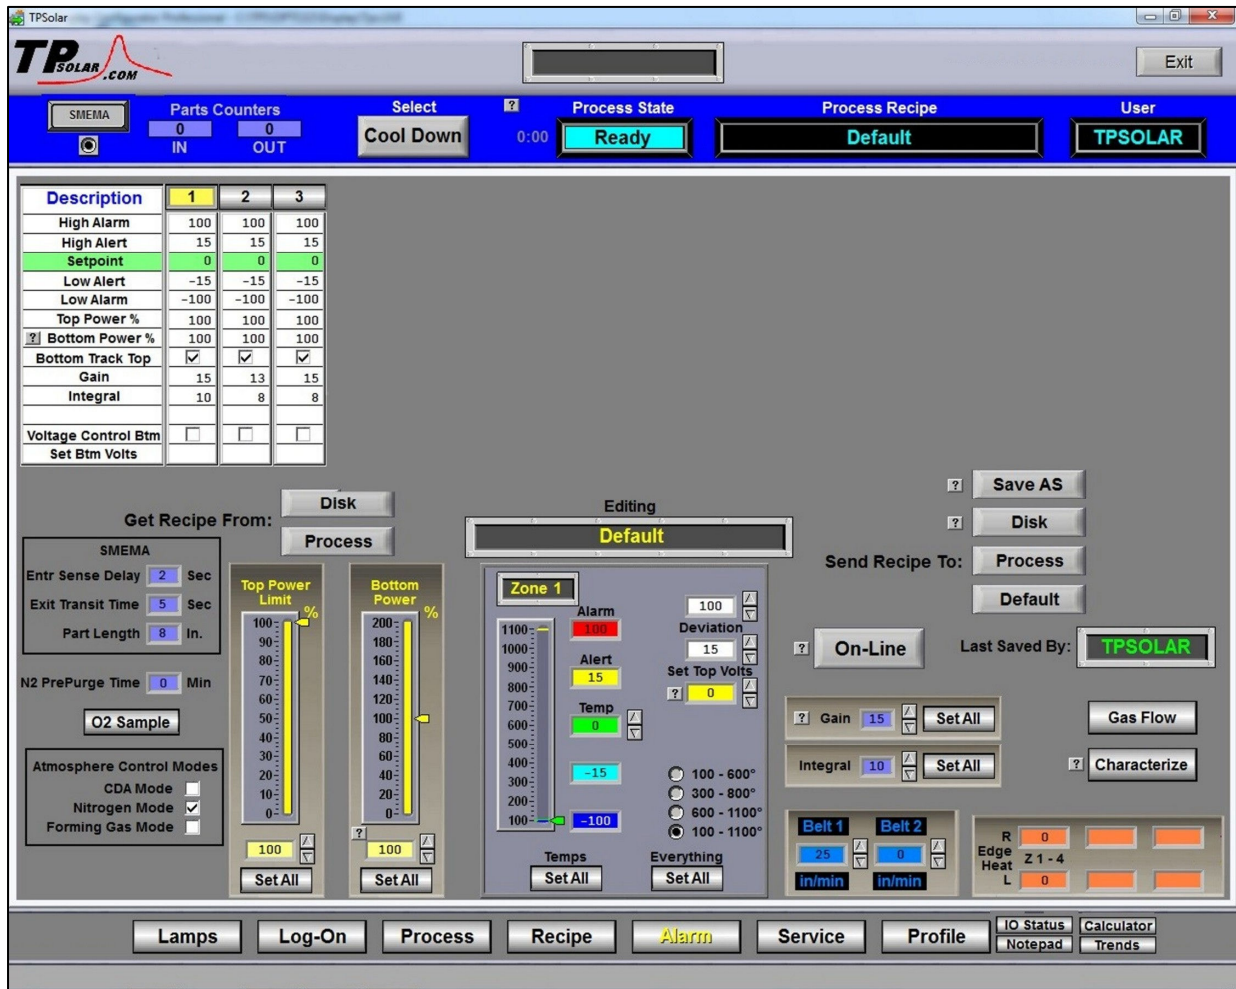 TPSolar
TP SOLAR .COM
Exit
SMEMA
Parts Counters
0 0
IN OUT
Select
Cool Down
?
0:00
Process State
Ready
Process Recipe
Default
User
TPSOLAR
Description 1 2 3
High Alarm 100 100 100
High Alert 15 15 15
Setpoint 0 0 0
Low Alert -15 -15 -15
Low Alarm -100 -100 -100
Top Power % 100 100 100
? Bottom Power % 100 100 100
Bottom Track Top
Gain 15 13 15
Integral 10 8 8
Voltage Control Btm
Set Btm Volts
Get Recipe From:
Disk
Process
Editing
Default
? Save AS
? Disk
Send Recipe To: Process
Default
SMEMA
Entr Sense Delay 2 Sec
Exit Transit Time 5 Sec
Part Length 8 In.
N2 PrePurge Time 0 Min
O2 Sample
Atmosphere Control Modes
CDA Mode
Nitrogen Mode
Forming Gas Mode
Top Power
Limit
%
100
90
80
70
60
50
40
30
20
10
0
100
Set All
Bottom
Power
%
200
180
160
140
120
100
80
60
40
20
0
?
100
Set All
Zone 1
1100
1000
900
800
700
600
500
400
300
200
100
Alarm
100
Alert
15
Temp
0
-15
-100
100
Deviation
15
Set Top Volts
? 0
100 - 600°
300 - 800°
600 - 1100°
100 - 1100°
Temps
Set All
Everything
Set All
? On-Line
Last Saved By: TPSOLAR
? Gain 15 Set All
Integral 10 Set All
Gas Flow
? Characterize
Belt 1 Belt 2
25 0
in/min in/min
R 0
Edge
Heat Z 1 - 4
L 0
Lamps Log-On Process Recipe Alarm Service Profile
IO Status Calculator
Notepad Trends